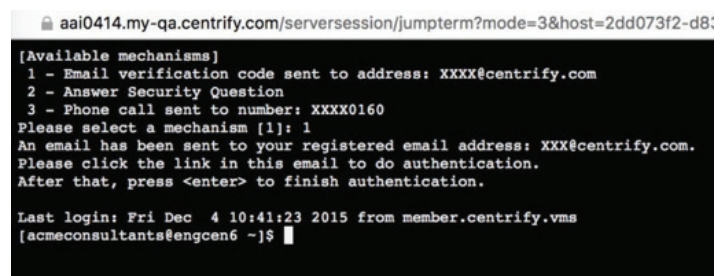 aai0414.my-qa.centrify.com/serversession/jumpterm?mode=3&host=2dd073f2-d83
[Available mechanisms]
1 - Email verification code sent to address: XXXX@centrify.com
2 - Answer Security Question
3 - Phone call sent to number: XXXX0160
Please select a mechanism [1]: 1
An email has been sent to your registered email address: XXX@centrify.com.
Please click the link in this email to do authentication.
After that, press <enter> to finish authentication.
Last login: Fri Dec  4 10:41:23 2015 from member.centrify.vms
[acmeconsultants@engcen6 ~]$